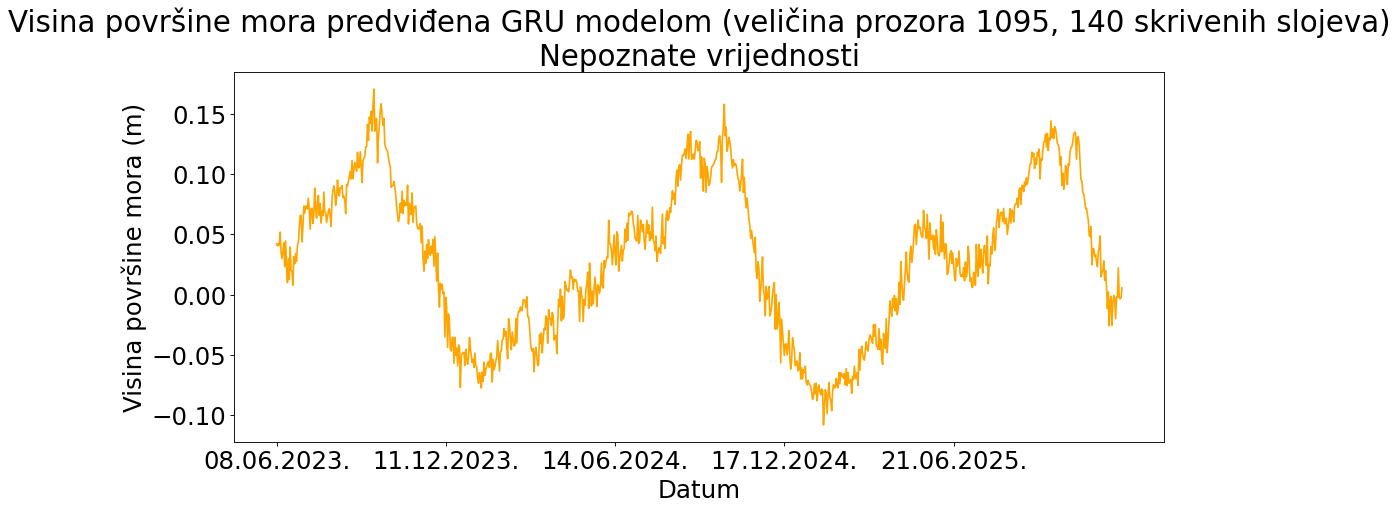 Visina površine mora predviđena GRU modelom (veličina prozora 1095, 140 skrivenih slojeva)
Nepoznate vrijednosti
Visina površine mora (m)
0.15
0.10
0.05
0.00
−0.05
−0.10
08.06.2023. 11.12.2023. 14.06.2024. 17.12.2024. 21.06.2025.
Datum